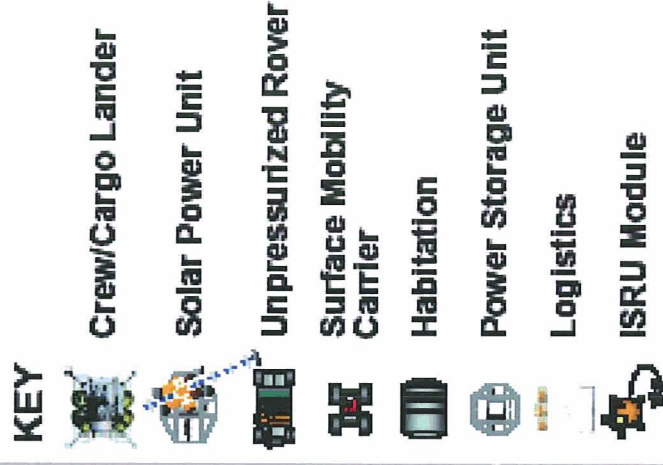 KEY
Crew/Cargo Lander
Solar Power Unit
Unpressurized Rover
Surface Mobility
Carrier
Habitation
Power Storage Unit
Logistics
ISRU Module